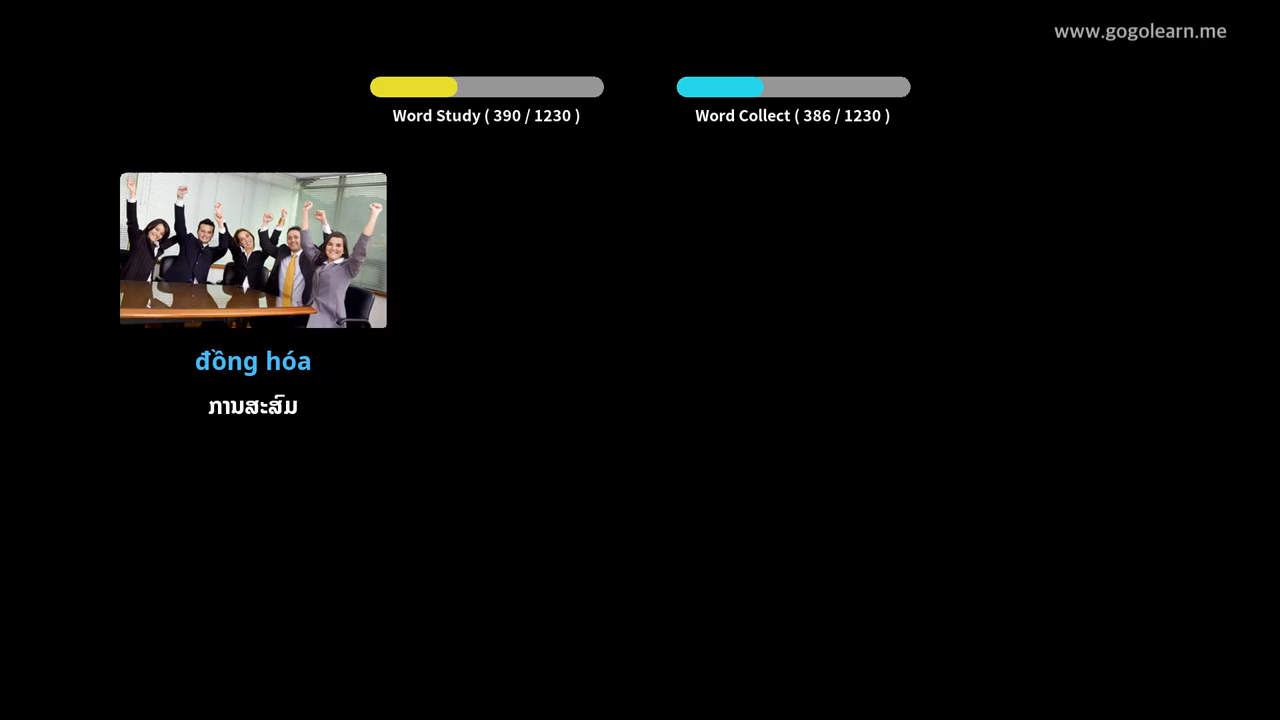 www.gogolearn.me
Word Study ( 390 / 1230 )
Word Collect ( 386 / 1230 )
đồng hóa
ການສະສົມ